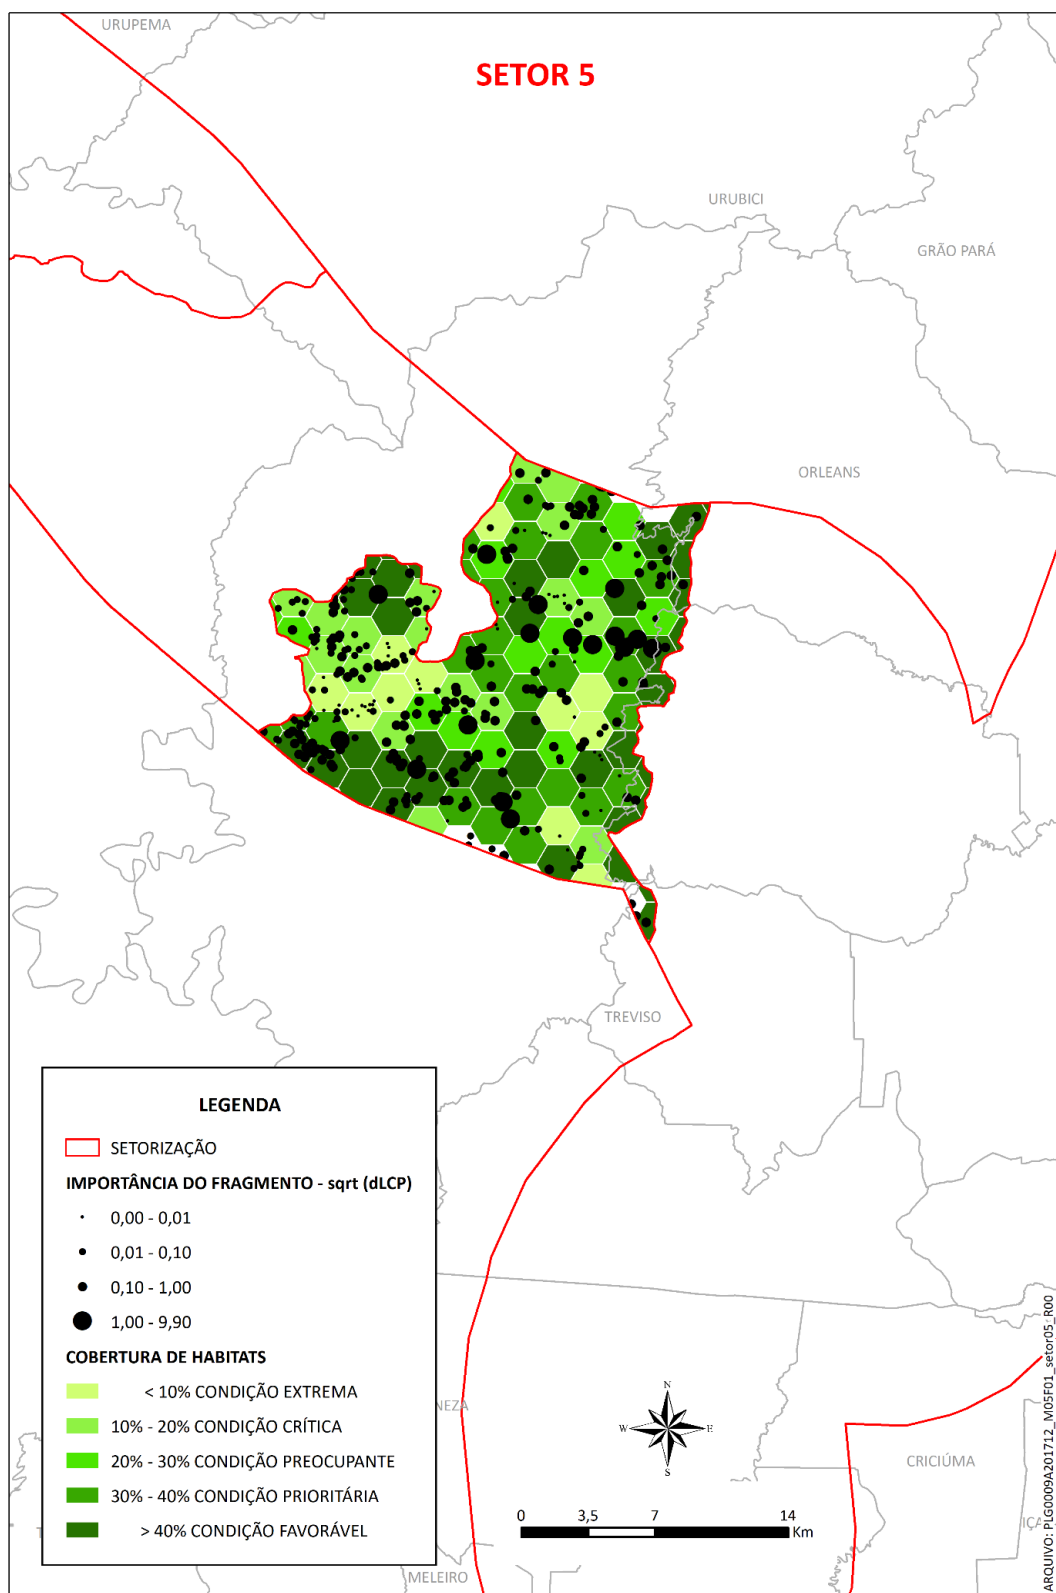 URUPEMA
SETOR 5
URUBICI
GRÃO PARÁ
ORLEANS
TREVISO
LEGENDA
SETORIZAÇÃO
IMPORTÂNCIA DO FRAGMENTO - sqrt (dLCP)
0,00 - 0,01
0,01 - 0,10
0,10 - 1,00
1,00 - 9,90
COBERTURA DE HABITATS
< 10% CONDIÇÃO EXTREMA
10% - 20% CONDIÇÃO CRÍTICA
20% - 30% CONDIÇÃO PREOCUPANTE
30% - 40% CONDIÇÃO PRIORITÁRIA
> 40% CONDIÇÃO FAVORÁVEL
NEZA
N
W E
S
0 3,5 7 14
Km
CRICIÚMA
IÇA
MELEIRO
ARQUIVO: PLG0009A201712_M05F01_setor05_R00